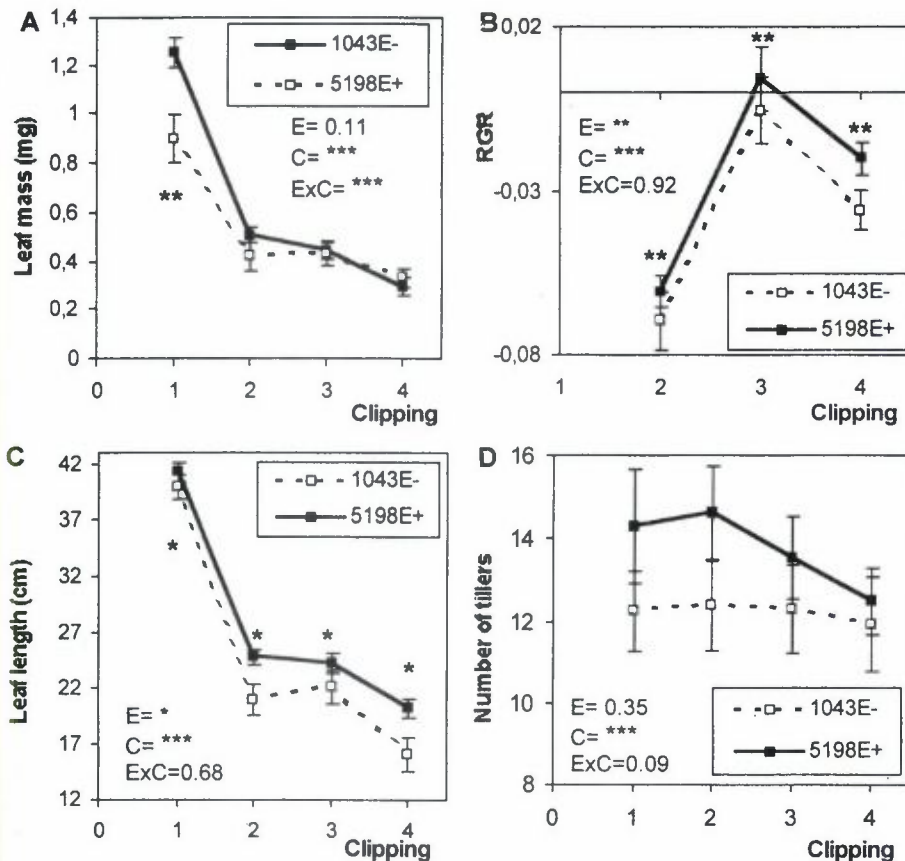 A
1,4
1,2
1
0,8
0,6
0,4
0,2
0
Leaf mass (mg)
1043E-
5198E+
E= 0.11
C= ***
ExC= ***
**
0 1 2 3 4
Clipping
B
0,02
-0,03
-0,08
RGR
E= **
C= ***
ExC=0.92
**
**
**
1043E-
5198E+
1 2 3 4
Clipping
C
42
37
32
27
22
17
12
Leaf length (cm)
1043E-
5198E+
*
*
*
*
E= *
C= ***
ExC=0.68
0 1 2 3 4
Clipping
D
16
14
12
10
8
Number of tillers
E= 0.35
C= ***
ExC=0.09
1043E-
5198E+
0 1 2 3 4
Clipping